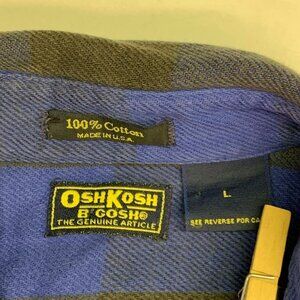 100% Cotton
MADE IN U.S.A.
OSHKOSH
B'GOSH®
THE GENUINE ARTICLE
L
SEE REVERSE FOR CA